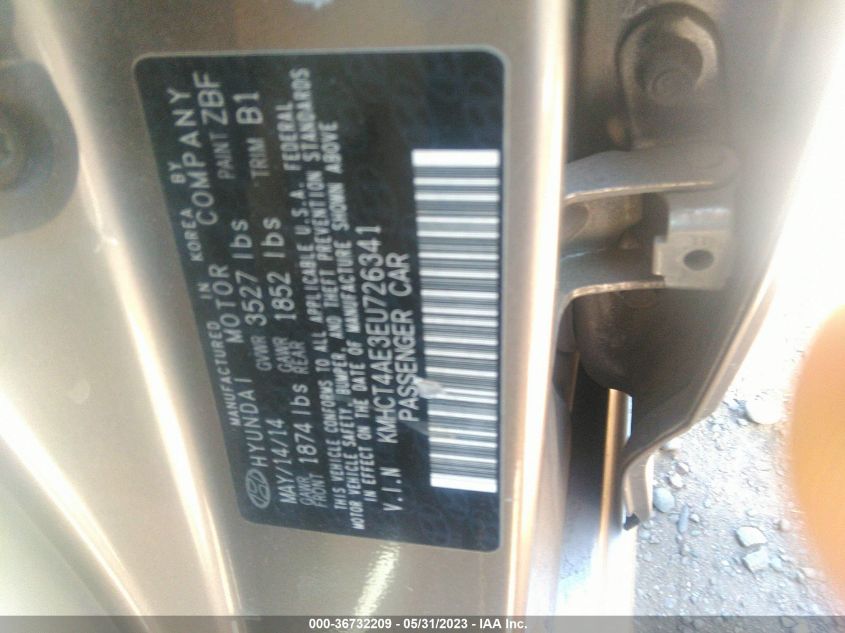 MANUFACTURED IN KOREA BY
HYUNDAI MOTOR COMPANY
MAY/14/14 GVWR 3527 lbs PAINT ZBF
GAWR FRONT 1874 lbs GAWR REAR 1852 lbs TRIM B1
THIS VEHICLE CONFORMS TO ALL APPLICABLE U.S.A. FEDERAL
MOTOR VEHICLE SAFETY, BUMPER, AND THEFT PREVENTION STANDARDS
IN EFFECT ON THE DATE OF MANUFACTURE SHOWN ABOVE
V.I.N KMHCT4AE3EU726341
PASSENGER CAR
000-36732209 - 05/31/2023 - IAA Inc.